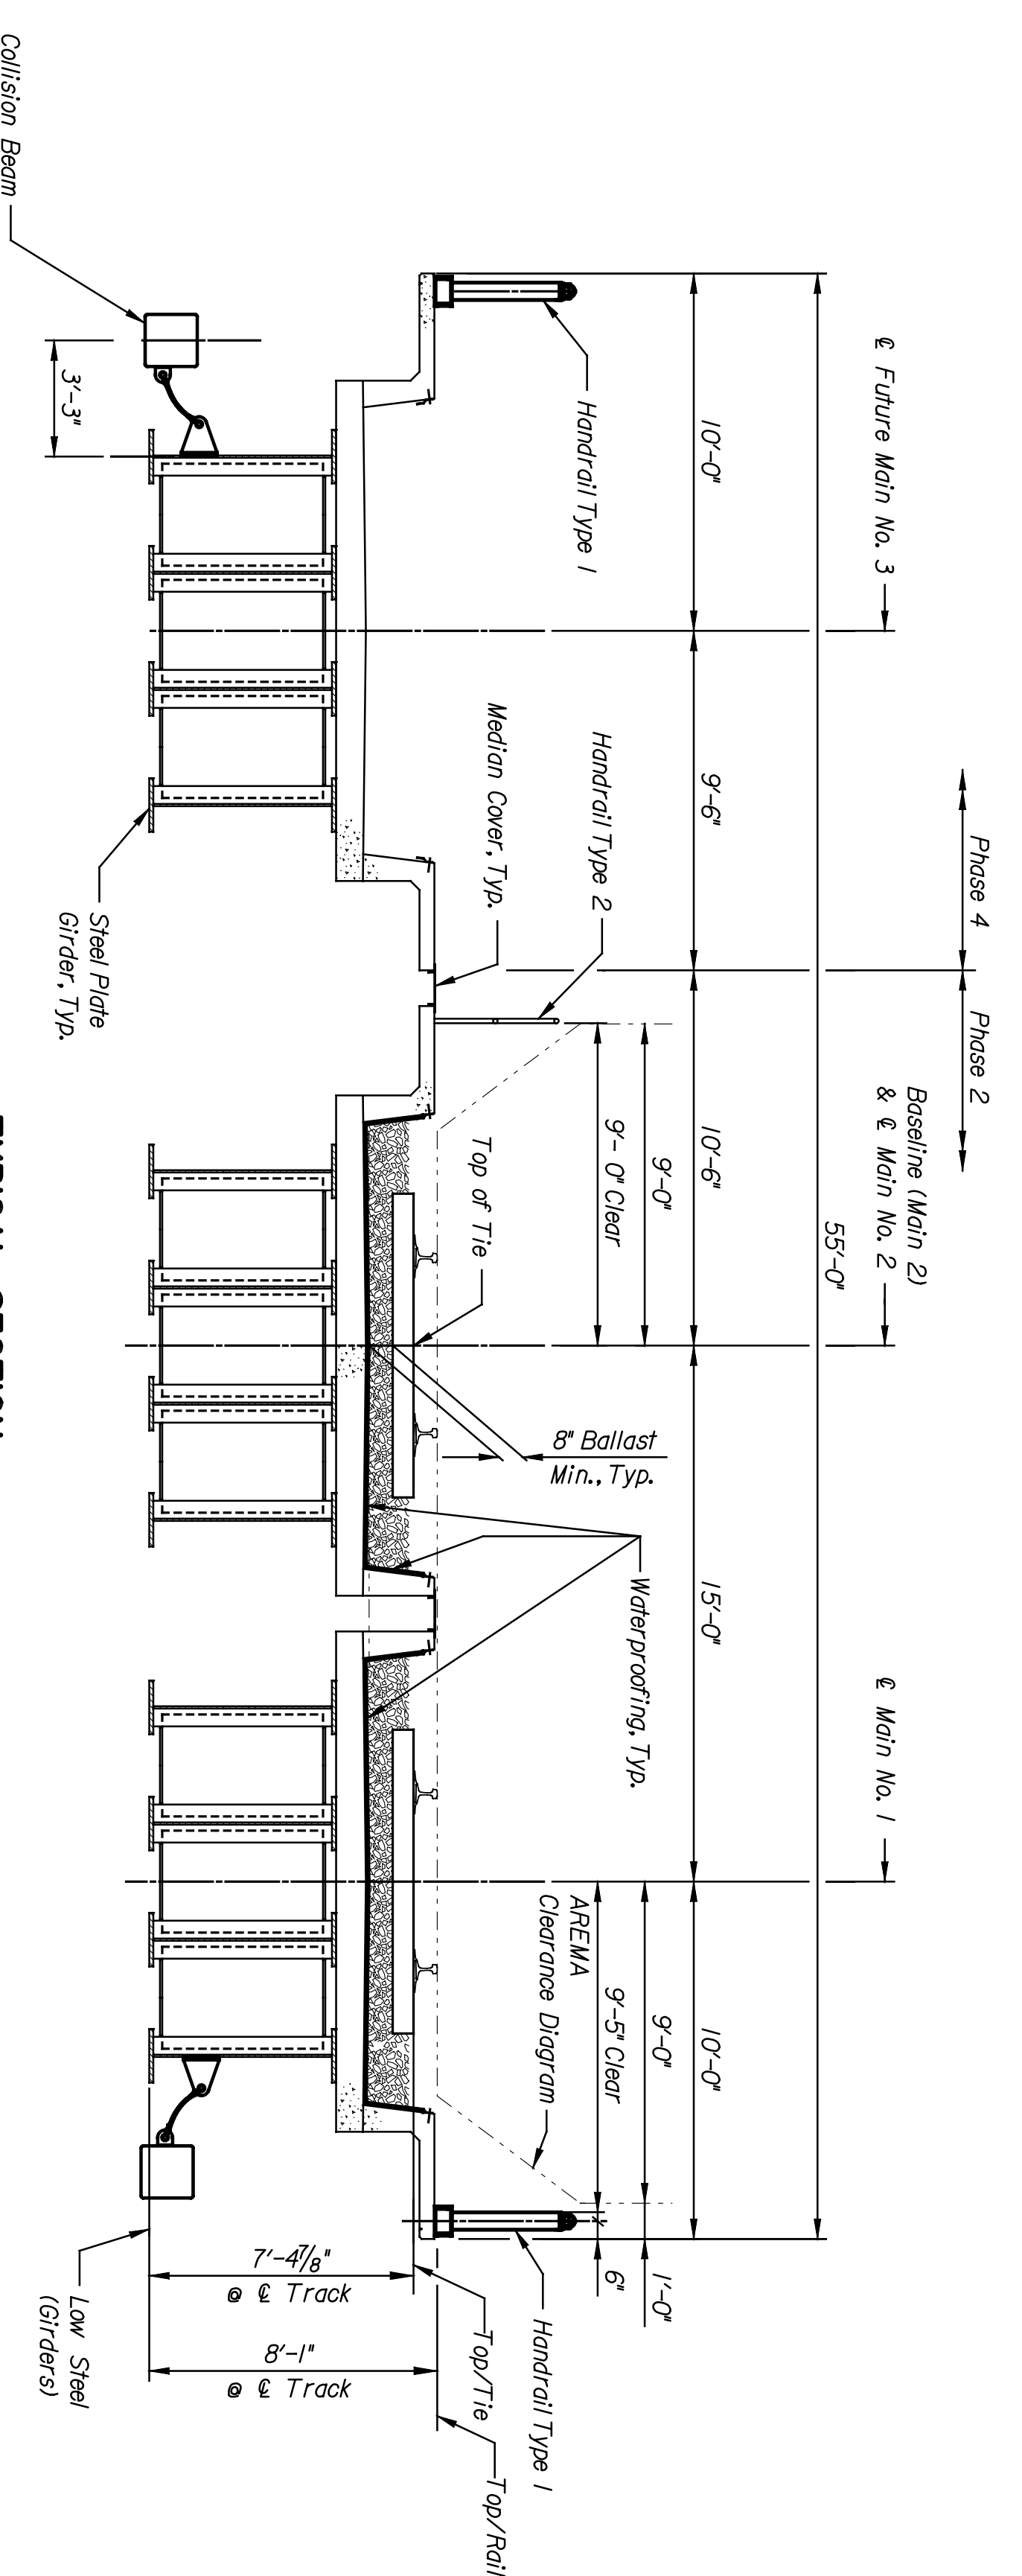 Phase 4
Phase 2
℄ Future Main No. 3
Baseline (Main 2)
& ℄ Main No. 2
℄ Main No. 1
55'-0"
10'-0"
9'-6"
10'-6"
15'-0"
10'-0"
9'-0"
9'-0"
1'-0"
9'-0" Clear
9'-5" Clear
6"
Handrail Type 1
Handrail Type 2
Median Cover, Typ.
Top of Tie
8" Ballast
Min., Typ.
Waterproofing, Typ.
AREMA
Clearance Diagram
Handrail Type 1
Top/Tie
Top/Rail
7'-4⅞"
@ ℄ Track
8'-1"
@ ℄ Track
3'-3"
Collision Beam
Steel Plate
Girder, Typ.
Low Steel
(Girders)